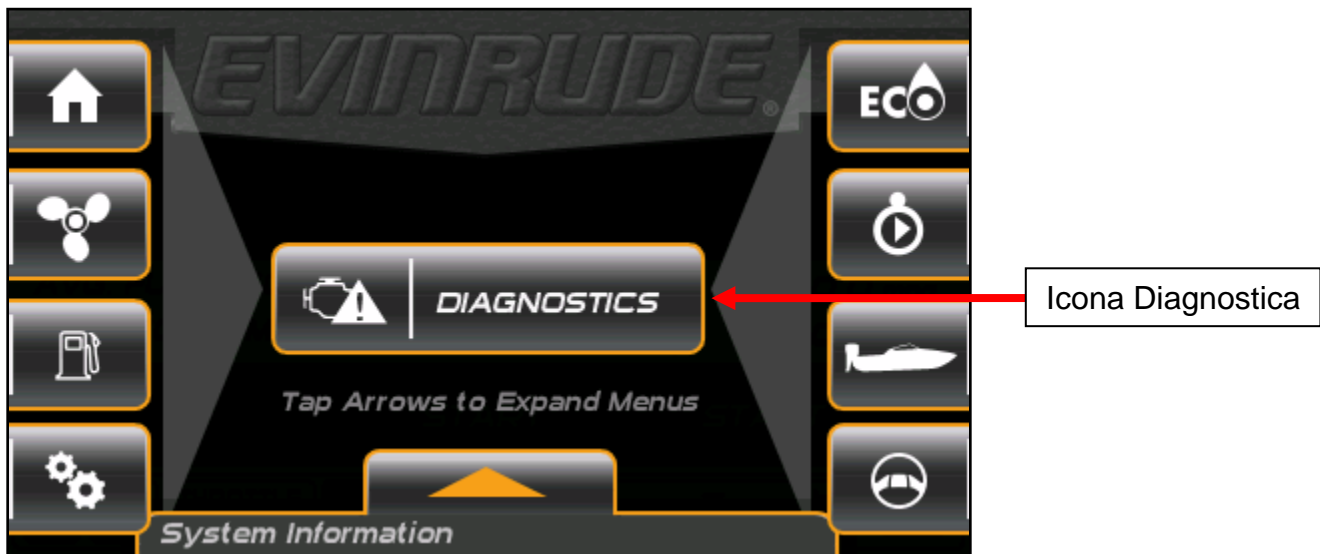 EVINRUDE®
ECO
DIAGNOSTICS
Icona Diagnostica
Tap Arrows to Expand Menus
System Information